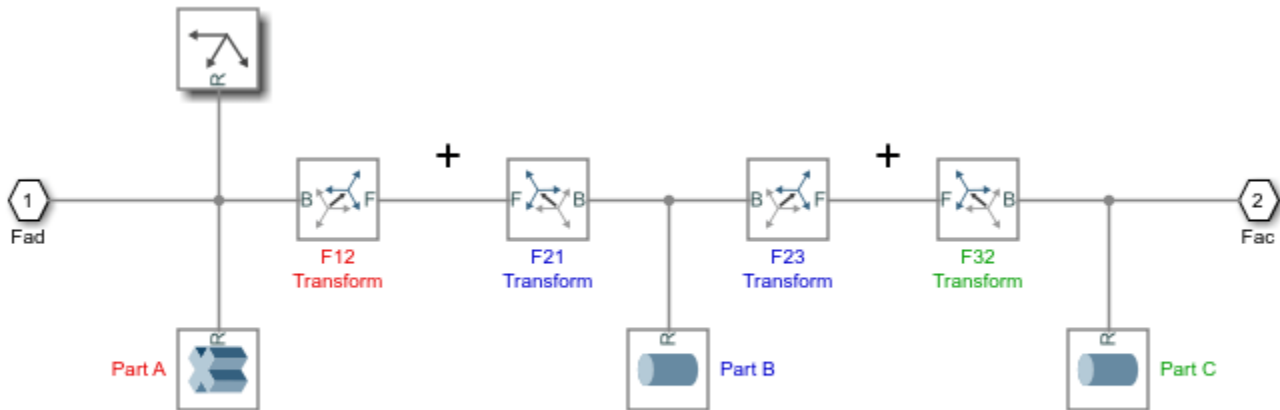 R
+
+
1
B
F
F
B
B
F
F
B
2
Fad
F12
Transform
F21
Transform
F23
Transform
F32
Transform
Fac
R
Part A
R
Part B
R
Part C